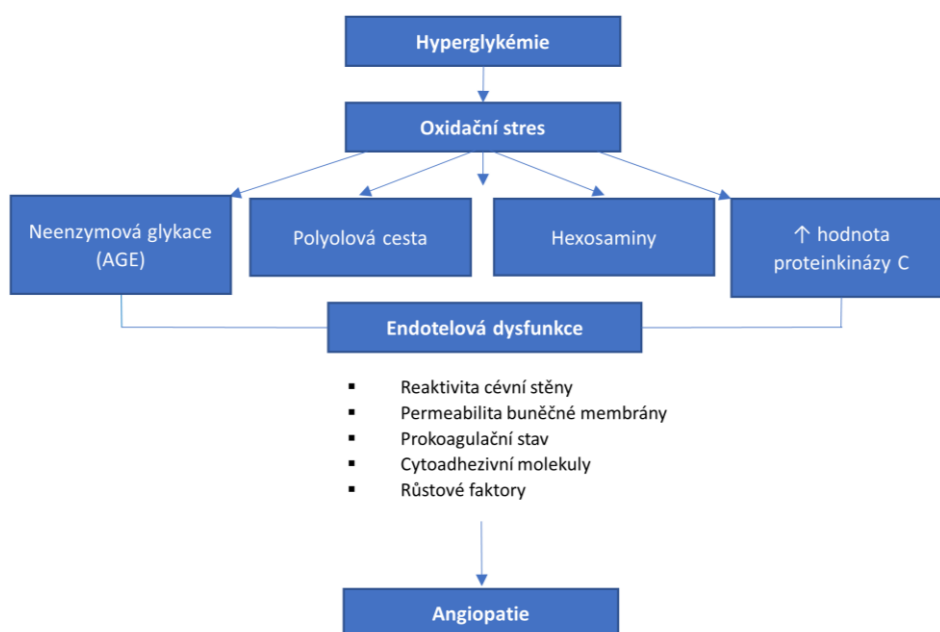 Hyperglykémie
Oxidační stres
Neenzymová glykace
(AGE)
Polyolová cesta
Hexosaminy
↑ hodnota
proteinkinázy C
Endotelová dysfunkce
▪ Reaktivita cévní stěny
▪ Permeabilita buněčné membrány
▪ Prokoagulační stav
▪ Cytoadhezivní molekuly
▪ Růstové faktory
Angiopatie